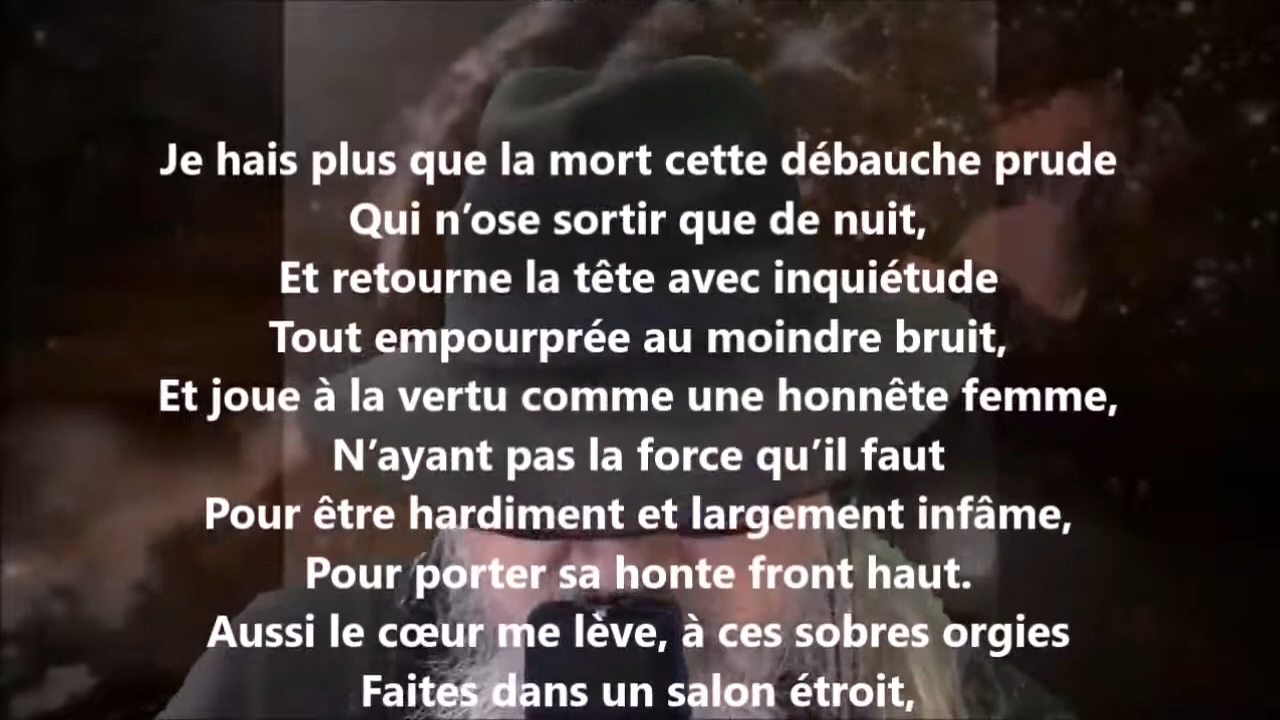 Je hais plus que la mort cette débauche prude
Qui n’ose sortir que de nuit,
Et retourne la tête avec inquiétude
Tout empourprée au moindre bruit,
Et joue à la vertu comme une honnête femme,
N’ayant pas la force qu’il faut
Pour être hardiment et largement infâme,
Pour porter sa honte front haut.
Aussi le cœur me lève, à ces sobres orgies
Faites dans un salon étroit,